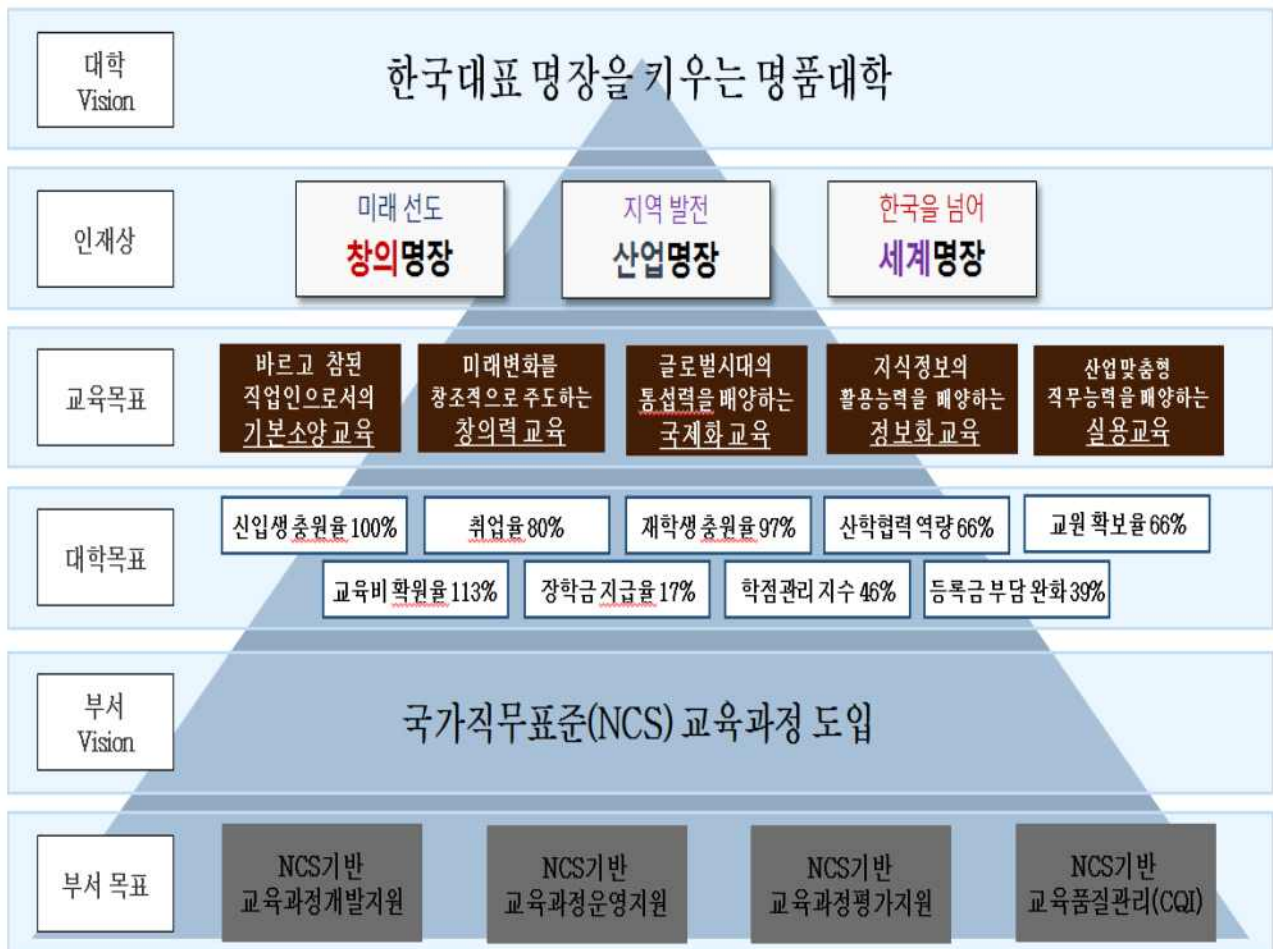 대학
Vision
한국대표 명장을 키우는 명품대학
인재상
미래 선도
창의명장
지역 발전
산업명장
한국을 넘어
세계명장
교육목표
바르고 참된
직업인으로서의
기본소양 교육
미래변화를
창조적으로 주도하는
창의력 교육
글로벌시대의
통섭력을 배양하는
국제화 교육
지식정보의
활용능력을 배양하는
정보화 교육
산업맞춤형
직무능력을 배양하는
실용교육
대학목표
신입생 충원율 100%
취업율 80%
재학생 충원율 97%
산학협력 역량 66%
교원 확보율 66%
교육비 확원율 113%
장학금 지급율 17%
학점관리 지수 46%
등록금 부담 완화 39%
부서
Vision
국가직무표준(NCS) 교육과정 도입
부서 목표
NCS기반
교육과정개발지원
NCS기반
교육과정운영지원
NCS기반
교육과정평가지원
NCS기반
교육품질관리(CQI)